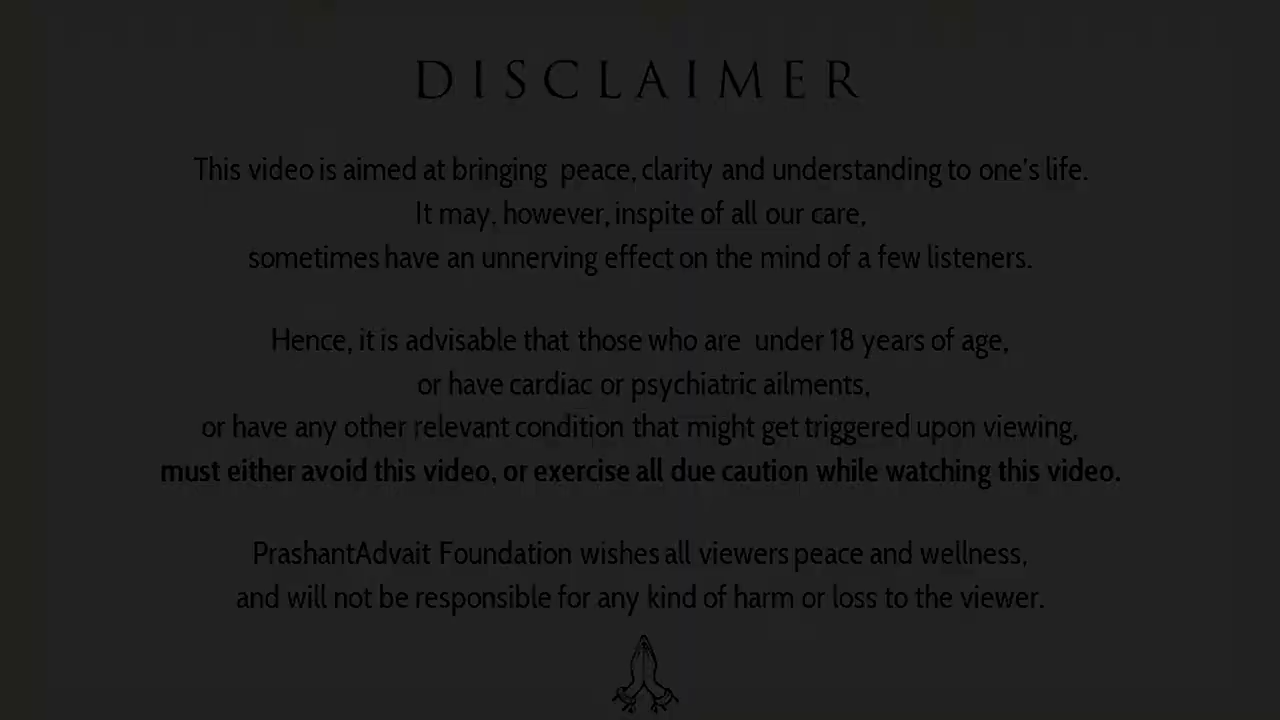 DISCLAIMER
This video is aimed at bringing peace, clarity and understanding to one's life.
It may, however, inspite of all our care,
sometimes have an unnerving effect on the mind of a few listeners.
Hence, it is advisable that those who are under 18 years of age,
or have cardiac or psychiatric ailments,
or have any other relevant condition that might get triggered upon viewing,
must either avoid this video, or exercise all due caution while watching this video.
PrashantAdvait Foundation wishes all viewers peace and wellness,
and will not be responsible for any kind of harm or loss to the viewer.